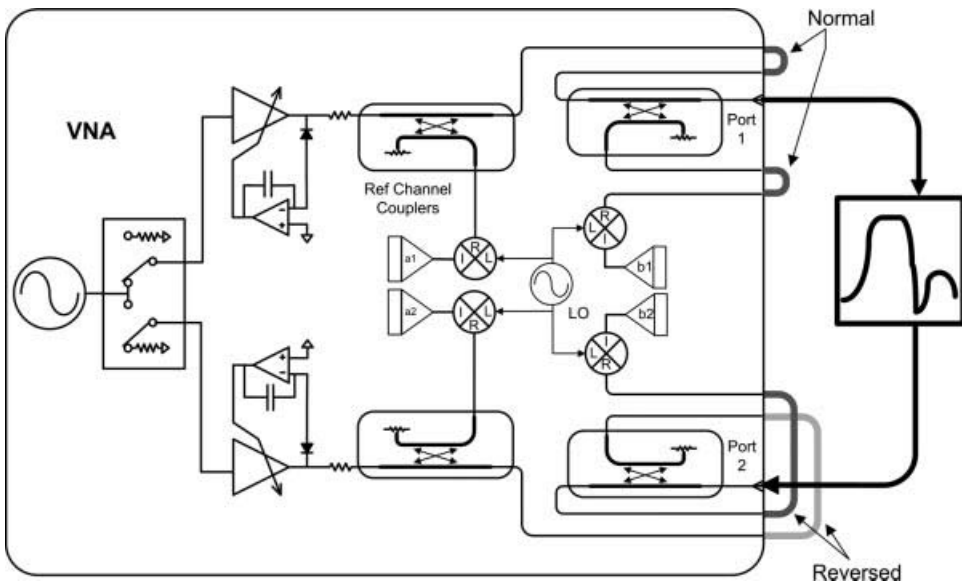 Normal
VNA
Port
1
Ref Channel
Couplers
R
L
I
a1
I
R
L
b1
a2
I
L
R
LO
b2
I
L
R
Port
2
Reversed